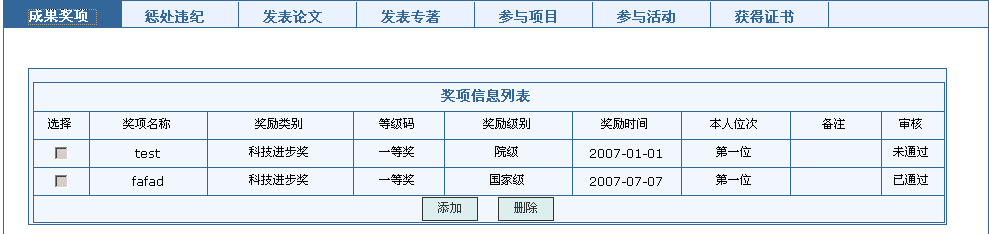 成果奖项 惩处违纪 发表论文 发表专著 参与项目 参与活动 获得证书
奖项信息列表
选择 奖项名称 奖励类别 等级码 奖励级别 奖励时间 本人位次 备注 审核
test 科技进步奖 一等奖 院级 2007-01-01 第一位 未通过
fafad 科技进步奖 一等奖 国家级 2007-07-07 第一位 已通过
添加 删除